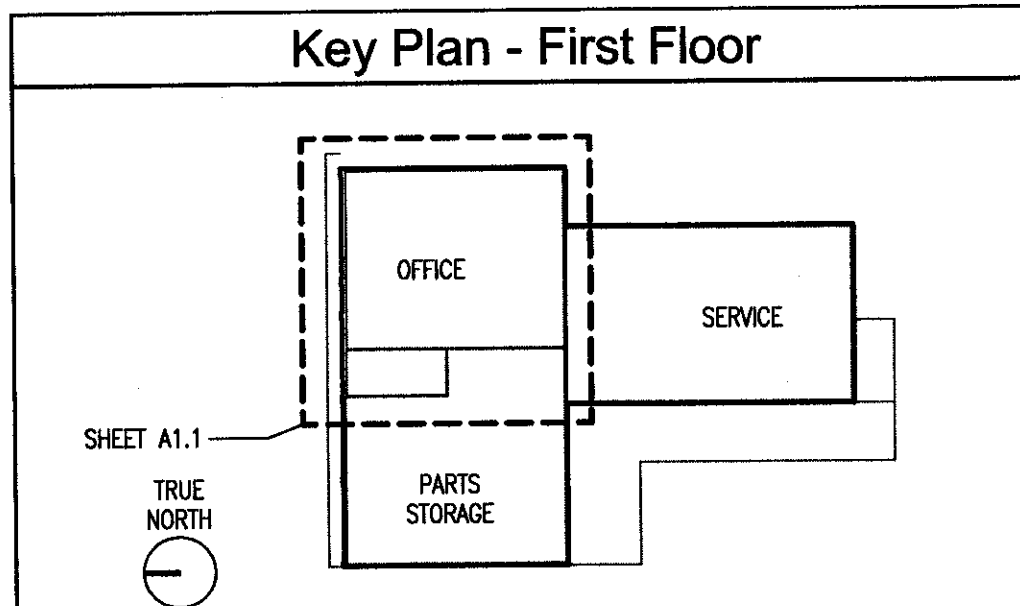 Key Plan - First Floor
OFFICE
SERVICE
SHEET A1.1
PARTS
STORAGE
TRUE
NORTH